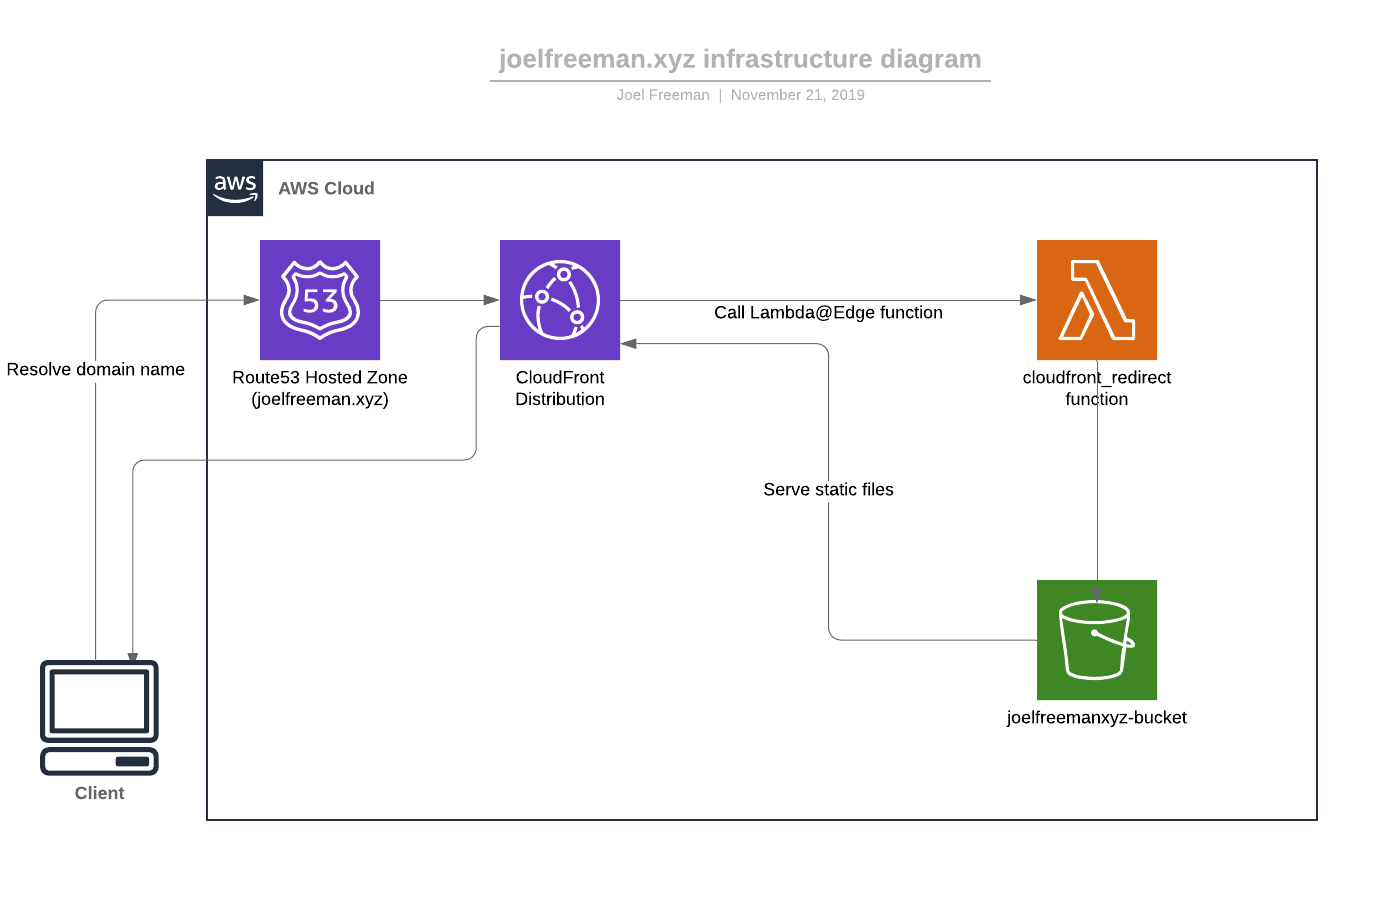 joelfreeman.xyz infrastructure diagram
Joel Freeman | November 21, 2019
aws
AWS Cloud
53
Call Lambda@Edge function
Resolve domain name
Route53 Hosted Zone
(joelfreeman.xyz)
CloudFront
Distribution
cloudfront_redirect
function
Serve static files
joelfreemanxyz-bucket
Client